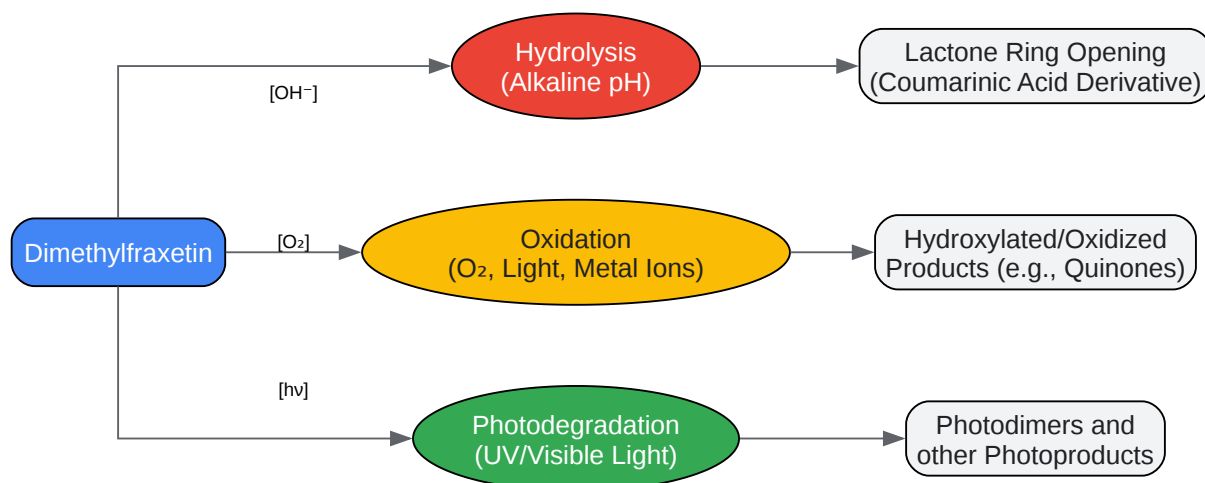 Hydrolysis
(Alkaline pH)
Lactone Ring Opening
(Coumarinic Acid Derivative)
[OH⁻]
Dimethylfraxetin
[O₂]
Oxidation
(O₂, Light, Metal Ions)
Hydroxylated/Oxidized
Products (e.g., Quinones)
[hν]
Photodegradation
(UV/Visible Light)
Photodimers and
other Photoproducts